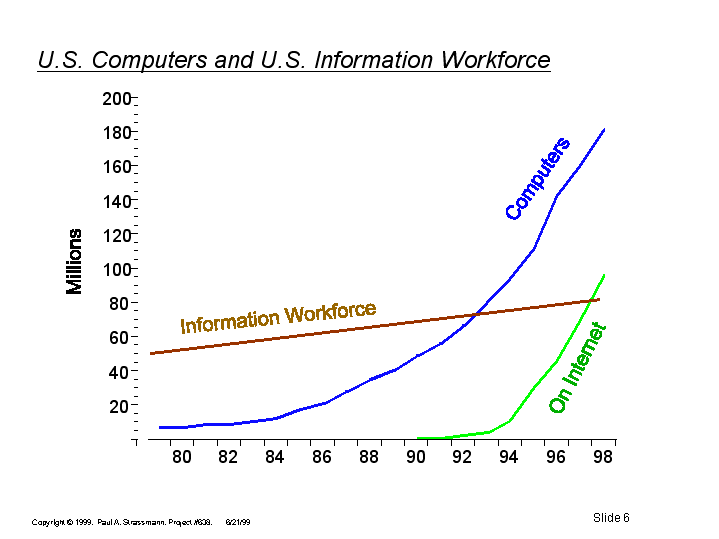 U.S. Computers and U.S. Information Workforce
200
180
160
140
120
100
80
60
40
20
Millions
Computers
Information Workforce
On Internet
80 82 84 86 88 90 92 94 96 98
Copyright © 1999. Paul A. Strassmann. Project #638. 6/21/99
Slide 6